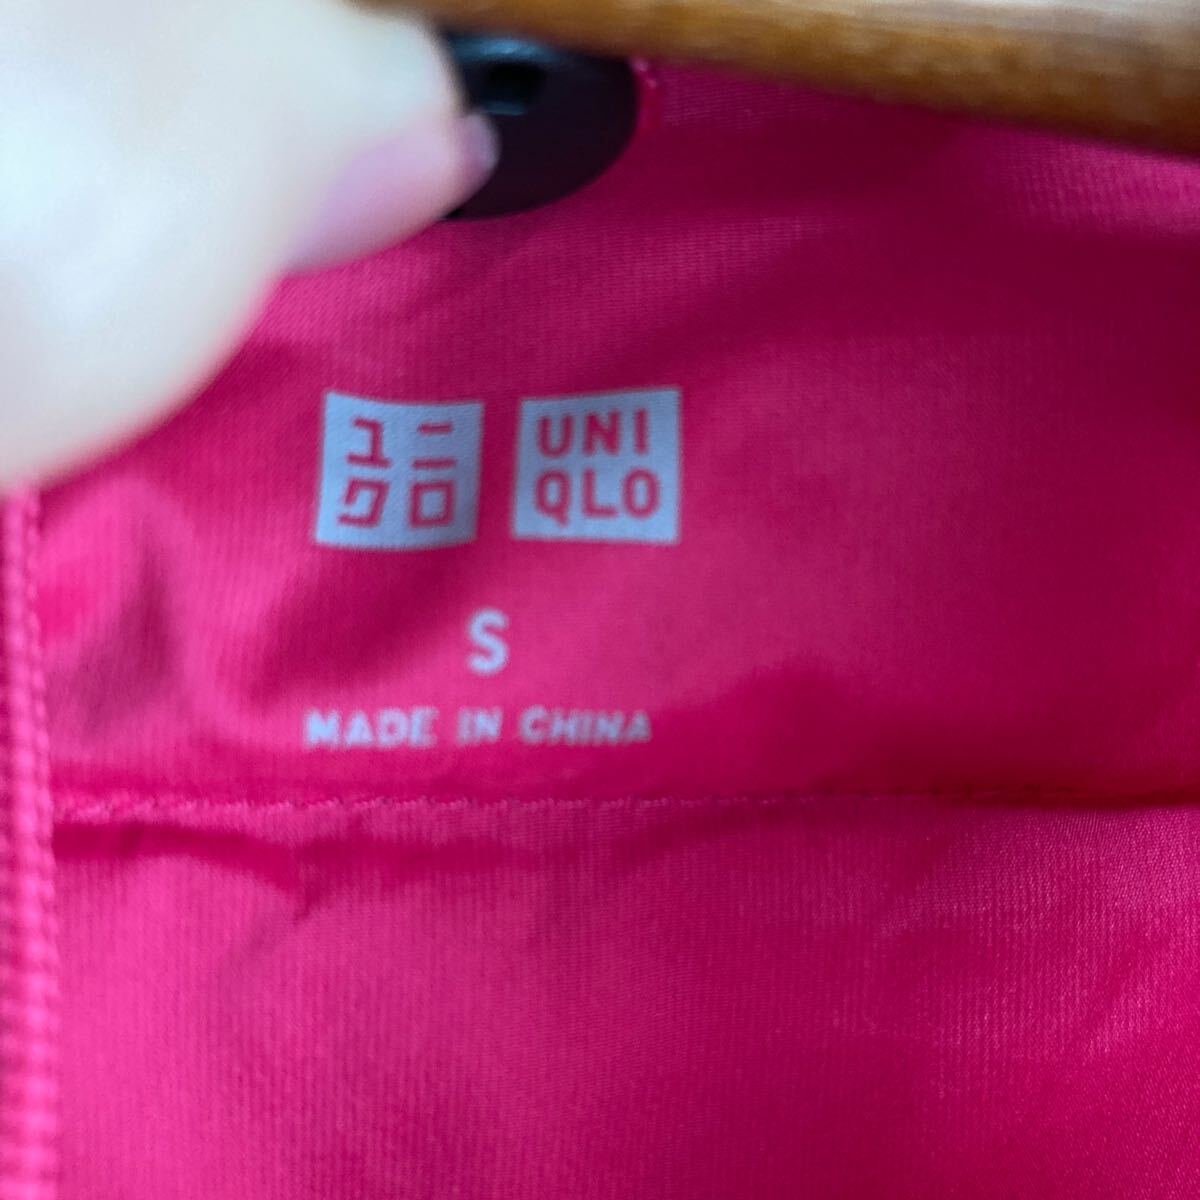 ユニ
クロ
UNI
QLO
S
MADE IN CHINA